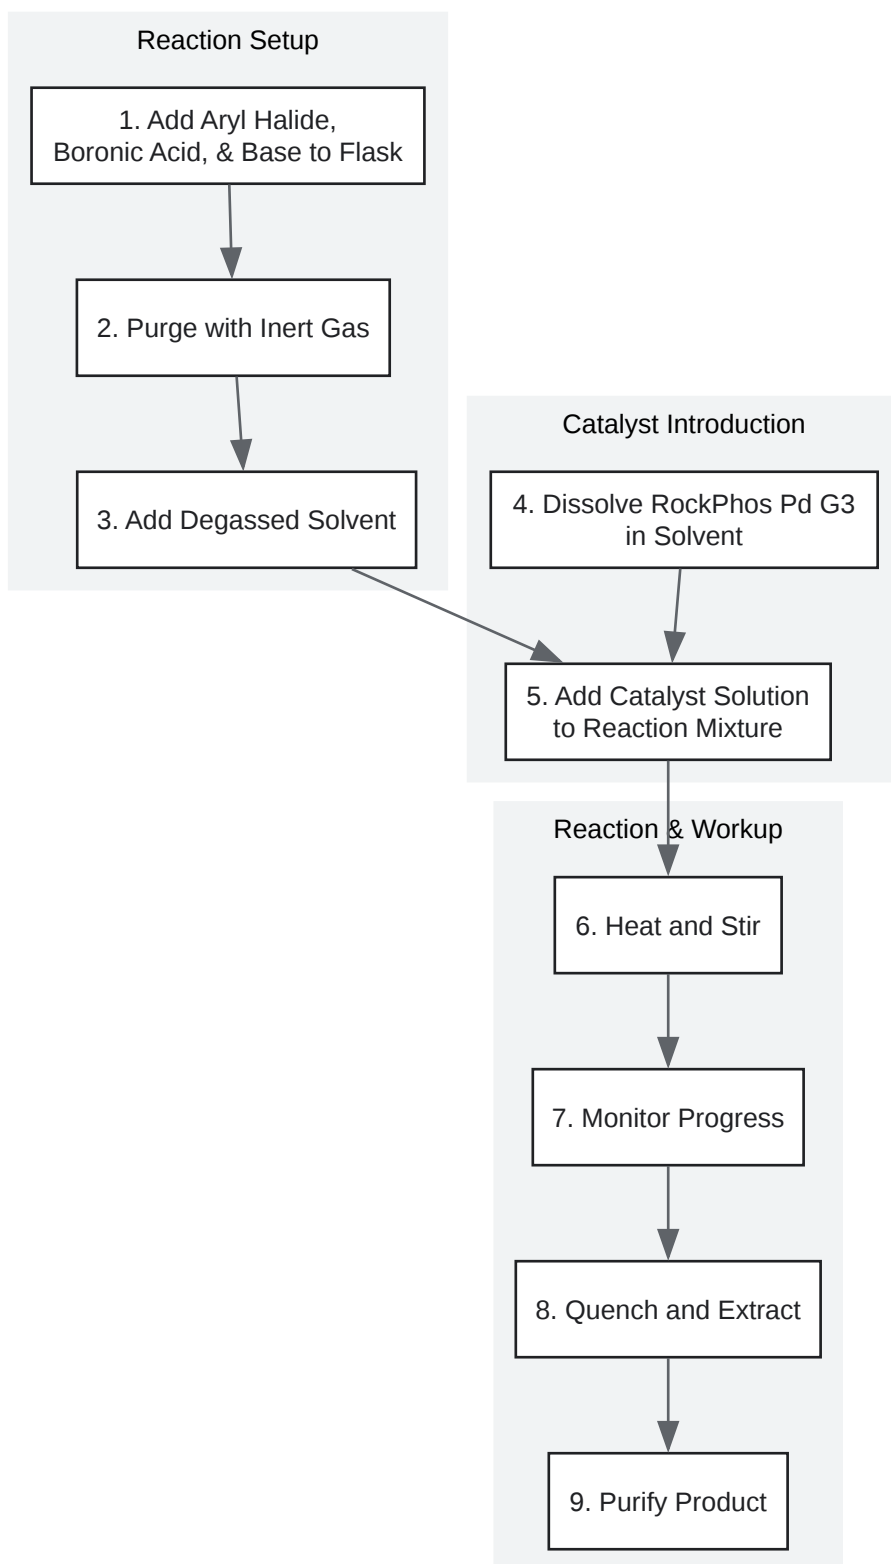 Reaction Setup
1. Add Aryl Halide,
Boronic Acid, & Base to Flask
2. Purge with Inert Gas
3. Add Degassed Solvent
Catalyst Introduction
4. Dissolve RockPhos Pd G3
in Solvent
5. Add Catalyst Solution
to Reaction Mixture
Reaction & Workup
6. Heat and Stir
7. Monitor Progress
8. Quench and Extract
9. Purify Product